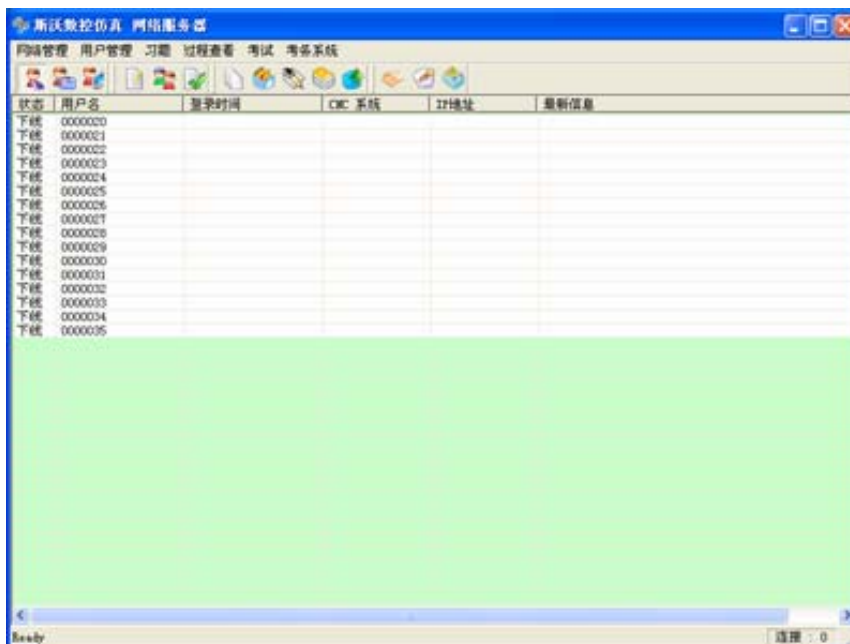 斯沃数控仿真 网络服务器
网络管理 用户管理 习题 过程查看 考试 考务系统
状态 用户名 登录时间 CNC 系统 IP地址 最新信息
下线 0000020
下线 0000021
下线 0000022
下线 0000023
下线 0000024
下线 0000025
下线 0000026
下线 0000027
下线 0000028
下线 0000029
下线 0000030
下线 0000031
下线 0000032
下线 0000033
下线 0000034
下线 0000035
Ready 连接 : 0